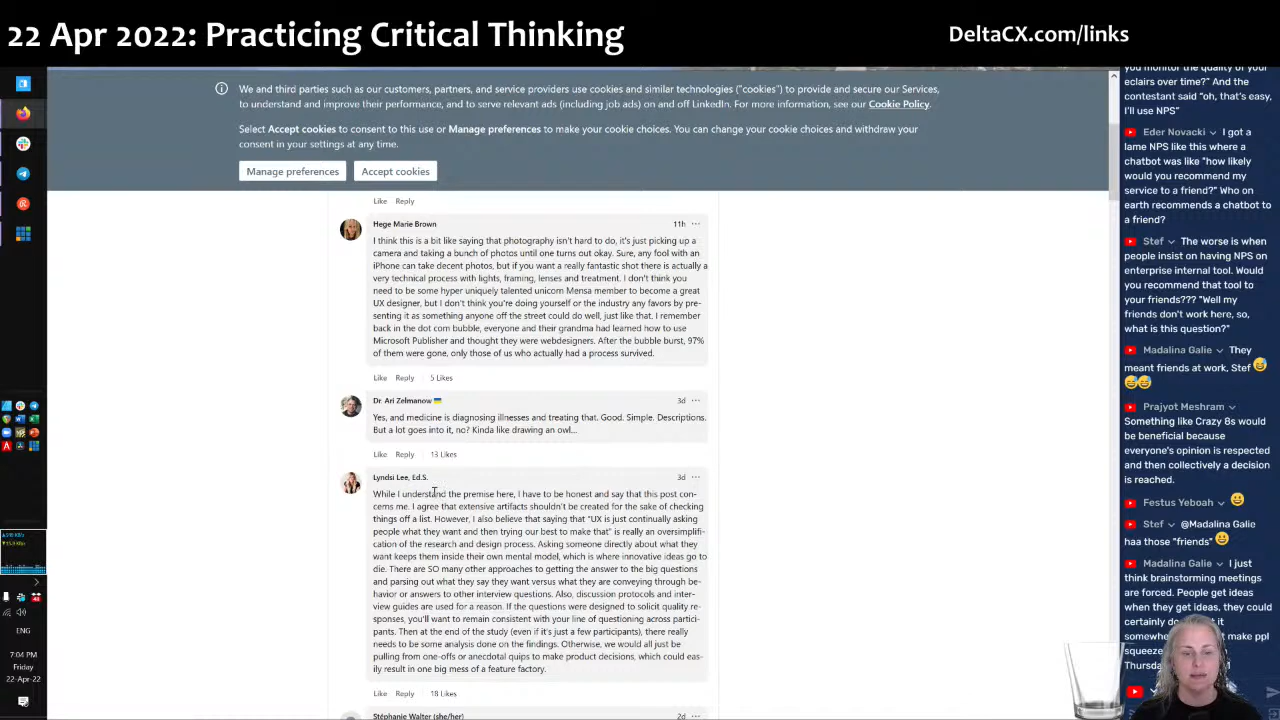 22 Apr 2022: Practicing Critical Thinking
DeltaCX.com/links
We and third parties such as our customers, partners, and service providers use cookies and similar technologies ("cookies") to provide and secure our Services,
to understand and improve their performance, and to serve relevant ads (including job ads) on and off LinkedIn. For more information, see our Cookie Policy.
Select Accept cookies to consent to this use or Manage preferences to make your cookie choices. You can change your cookie choices and withdraw your
consent in your settings at any time.
Manage preferences Accept cookies
Like Reply
Hege Marie Brown 11h
I think this is a bit like saying that photography isn't hard to do, it's just picking up a
camera and taking a bunch of photos until one turns out okay. Sure, any fool with an
iPhone can take decent photos, but if you want a really fantastic shot there is actually a
very technical process with lights, framing, lenses and treatment. I don't think you
need to be some hyper uniquely talented unicorn Mensa member to become a great
UX designer, but I don't think you're doing yourself or the industry any favors by pre-
senting it as something anyone off the street could do well, just like that. I remember
back in the dot com bubble, everyone and their grandma had learned how to use
Microsoft Publisher and thought they were webdesigners. After the bubble burst, 97%
of them were gone, only those of us who actually had a process survived.
Like Reply 5 Likes
Dr. Ari Zelmanow 3d
Yes, and medicine is diagnosing illnesses and treating that. Good. Simple. Descriptions.
But a lot goes into it, no? Kinda like drawing an owl...
Like Reply 13 Likes
Lyndsi Lee, Ed.S. 3d
While I understand the premise here, I have to be honest and say that this post con-
cerns me. I agree that extensive artifacts shouldn't be created for the sake of checking
things off a list. However, I also believe that saying that "UX is just continually asking
people what they want and then trying our best to make that" is really an oversimplifi-
cation of the research and design process. Asking someone directly about what they
want keeps them inside their own mental model, which is where innovative ideas go to
die. There are SO many other approaches to getting the answer to the big questions
and parsing out what they say they want versus what they are conveying through be-
havior or answers to other interview questions. Also, discussion protocols and inter-
view guides are used for a reason. If the questions were designed to solicit quality re-
sponses, you'll want to remain consistent with your line of questioning across partici-
pants. Then at the end of the study (even if it's just a few participants), there really
needs to be some analysis done on the findings. Otherwise, we would all just be
pulling from one-offs or anecdotal quips to make product decisions, which could eas-
ily result in one big mess of a feature factory.
Like Reply 18 Likes
Stéphanie Walter (she/her) 2d
you monitor the quality of your
eclairs over time?" And the
contestant said "oh, that's easy,
I'll use NPS"
Eder Novacki I got a
lame NPS like this where a
chatbot was like "how likely
would you recommend my
service to a friend?" Who on
earth recommends a chatbot to
a friend?
Stef The worse is when
people insist on having NPS on
enterprise internal tool. Would
you recommend that tool to
your friends??? "Well my
friends don't work here, so,
what is this question?"
Madalina Galie They
meant friends at work, Stef
Prajyot Meshram
Something like Crazy 8s would
be beneficial because
everyone's opinion is respected
and then collectively a decision
is reached.
Festus Yeboah
Stef @Madalina Galie
haa those "friends"
Madalina Galie I just
think brainstorming meetings
are forced. People get ideas
when they get ideas, they could
certainly do it
somewhe make ppl
squeeze
Thursda
ENG
7:04 PM
Friday
22-Apr-22